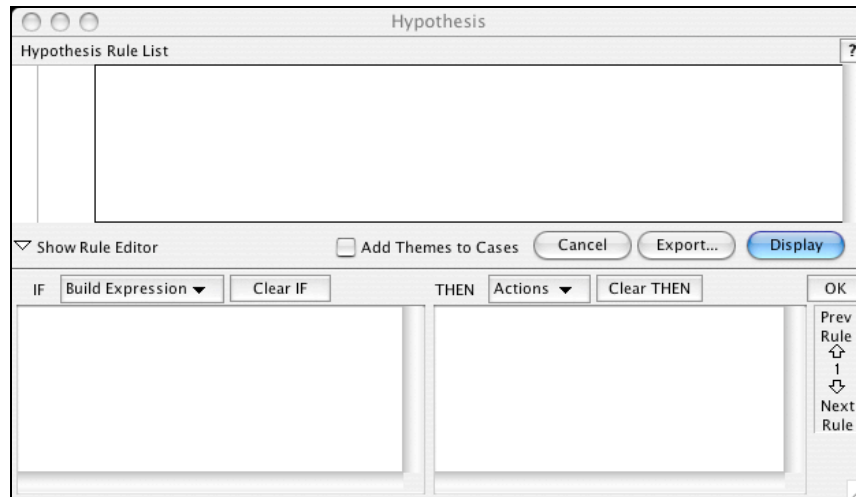 Hypothesis
Hypothesis Rule List ?
Show Rule Editor Add Themes to Cases Cancel Export... Display
IF Build Expression Clear IF THEN Actions Clear THEN OK
Prev
Rule
1
Next
Rule